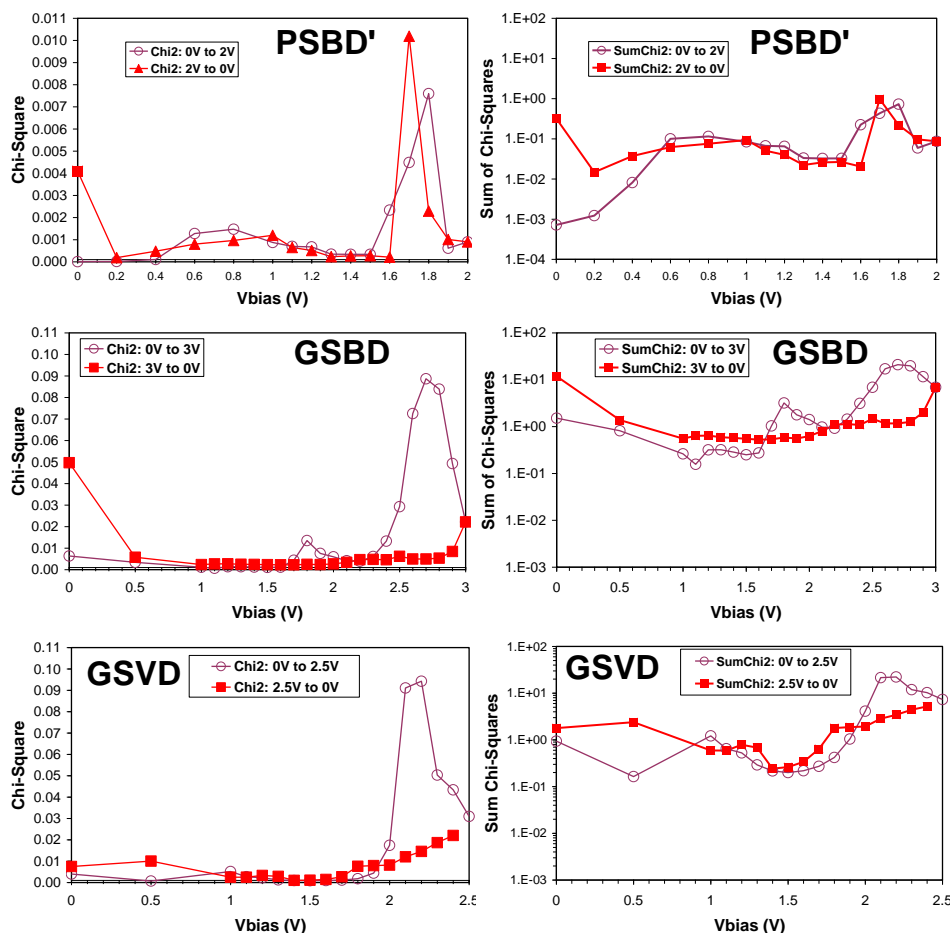 PSBD'
Chi2: 0V to 2V
Chi2: 2V to 0V
Chi-Square
0.011
0.010
0.009
0.008
0.007
0.006
0.005
0.004
0.003
0.002
0.001
0.000
0 0.2 0.4 0.6 0.8 1 1.2 1.4 1.6 1.8 2
Vbias (V)
PSBD'
SumChi2: 0V to 2V
SumChi2: 2V to 0V
Sum of Chi-Squares
1.E+02
1.E+01
1.E+00
1.E-01
1.E-02
1.E-03
1.E-04
0 0.2 0.4 0.6 0.8 1 1.2 1.4 1.6 1.8 2
Vbias (V)
GSBD
Chi2: 0V to 3V
Chi2: 3V to 0V
Chi-Square
0.11
0.10
0.09
0.08
0.07
0.06
0.05
0.04
0.03
0.02
0.01
0.00
0 0.5 1 1.5 2 2.5 3
Vbias (V)
GSBD
SumChi2: 0V to 3V
SumChi2: 3V to 0V
Sum of Chi-Squares
1.E+02
1.E+01
1.E+00
1.E-01
1.E-02
1.E-03
0 0.5 1 1.5 2 2.5 3
Vbias (V)
GSVD
Chi2: 0V to 2.5V
Chi2: 2.5V to 0V
Chi-Square
0.11
0.10
0.09
0.08
0.07
0.06
0.05
0.04
0.03
0.02
0.01
0.00
0 0.5 1 1.5 2 2.5
Vbias (V)
GSVD
SumChi2: 0V to 2.5V
SumChi2: 2.5V to 0V
Sum Chi-Squares
1.E+02
1.E+01
1.E+00
1.E-01
1.E-02
1.E-03
0 0.5 1 1.5 2 2.5
Vbias (V)